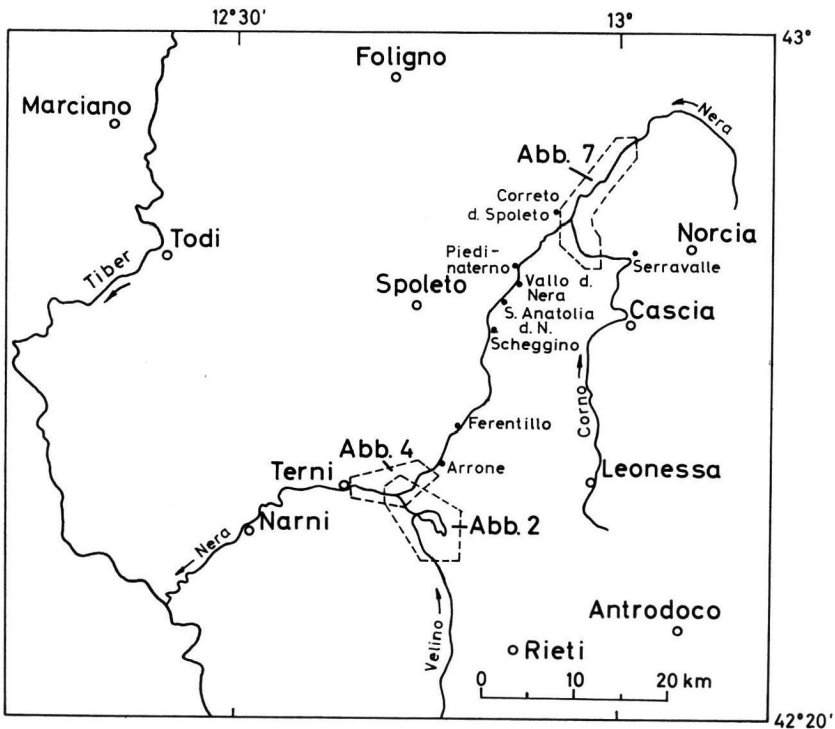 12°30'
13°
43°
Foligno
Marciano
Nera
Abb. 7
Correto
d. Spoleto
Norcia
Todi
Tiber
Piedi-
naterno
Serravalle
Vallo d.
Nera
Spoleto
S. Anatolia
d. N.
Cascia
Scheggino
Corno
Ferentillo
Abb. 4
Arrone
Terni
Leonessa
Abb. 2
Narni
Nera
Antrodoco
Velino
Rieti
0 10 20 km
42°20'